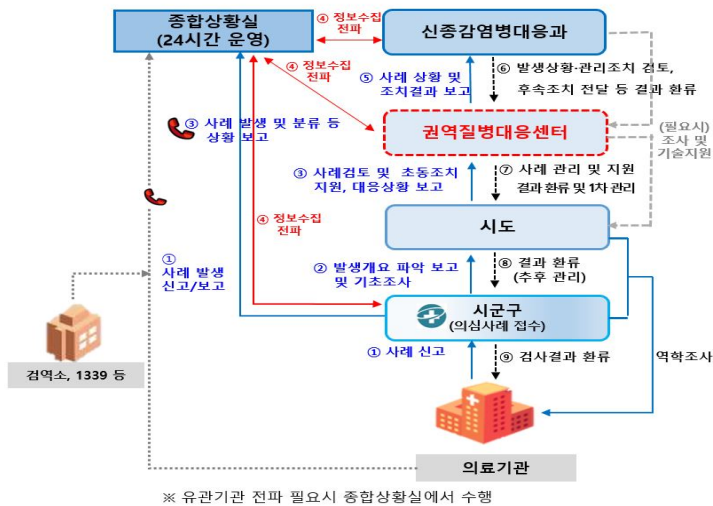 종합상황실
(24시간 운영)
④ 정보수집
전파
신종감염병대응과
④ 정보수집
전파
⑤ 사례 상황 및
조치결과 보고
⑥ 발생상황·관리조치 검토,
후속조치 전달 등 결과 환류
③ 사례 발생 및 분류 등
상황 보고
권역질병대응센터
(필요시)
조사 및
기술지원
③ 사례검토 및 초동조치
지원, 대응상황 보고
⑦ 사례 관리 및 지원
결과 환류 및 1차 관리
④ 정보수집
전파
시도
①
사례 발생
신고/보고
② 발생개요 파악 보고
및 기초조사
⑧ 결과 환류
(추후 관리)
시군구
(의심사례 접수)
① 사례 신고
⑨ 검사결과 환류
역학조사
검역소, 1339 등
의료기관
※ 유관기관 전파 필요시 종합상황실에서 수행